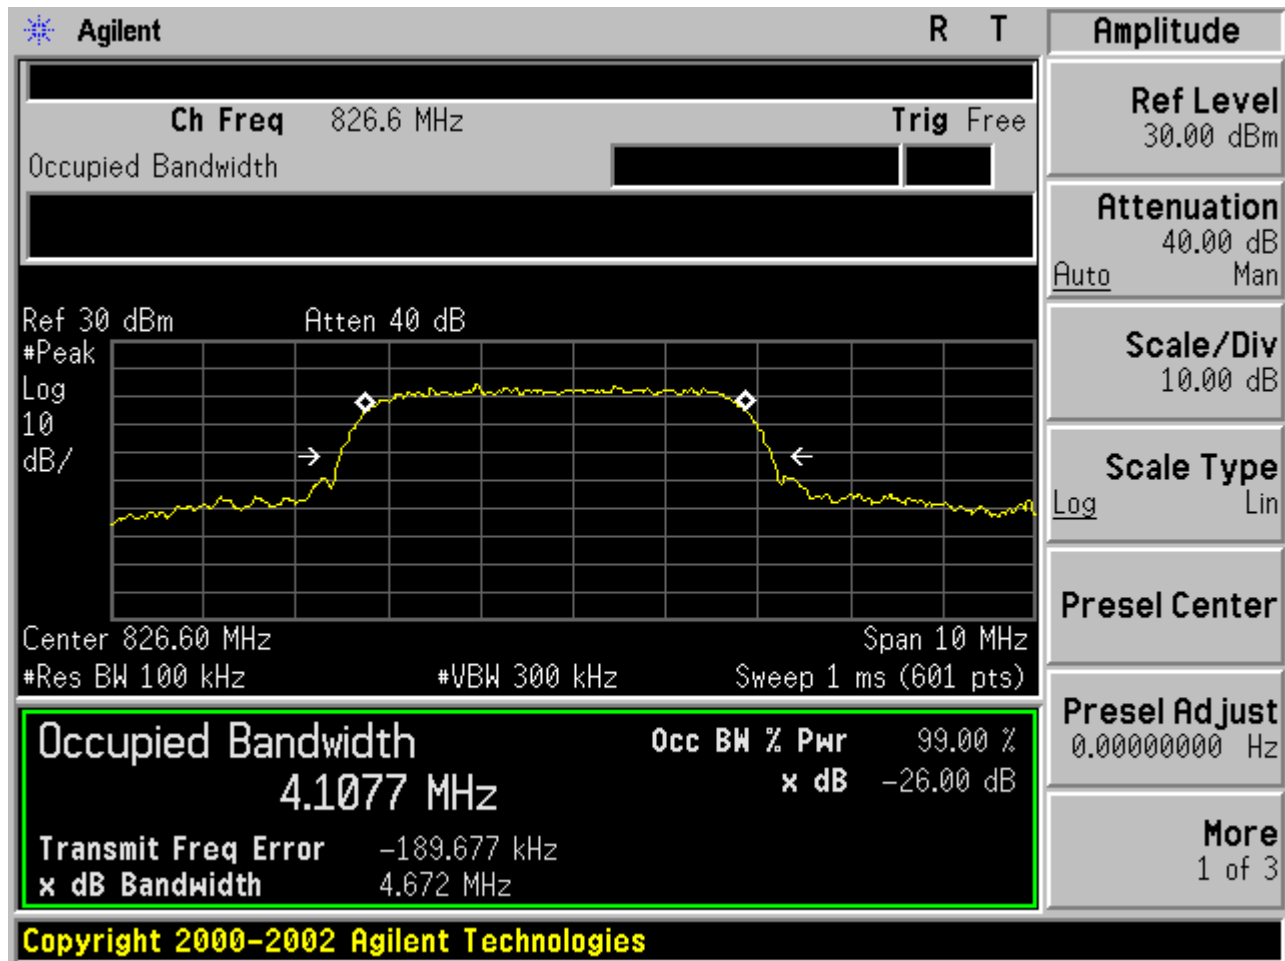 Agilent R T
Ch Freq 826.6 MHz Trig Free
Occupied Bandwidth
Ref 30 dBm Atten 40 dB
#Peak
Log
10
dB/
Center 826.60 MHz Span 10 MHz
#Res BW 100 kHz #VBW 300 kHz Sweep 1 ms (601 pts)
Occupied Bandwidth
4.1077 MHz
Occ BW % Pwr 99.00 %
x dB -26.00 dB
Transmit Freq Error -189.677 kHz
x dB Bandwidth 4.672 MHz
Copyright 2000-2002 Agilent Technologies
Amplitude
Ref Level
30.00 dBm
Attenuation
40.00 dB
Auto Man
Scale/Div
10.00 dB
Scale Type
Log Lin
Presel Center
Presel Adjust
0.00000000 Hz
More
1 of 3